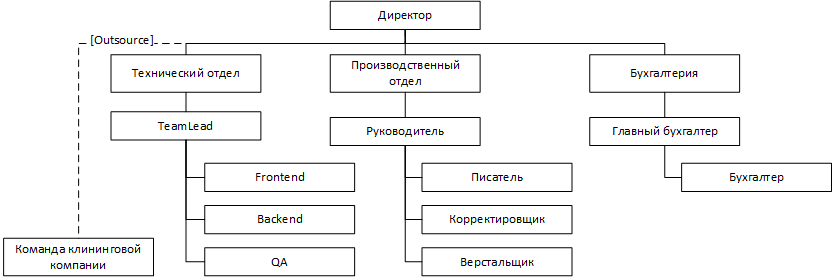 Директор
[Outsource]
Технический отдел
Производственный
отдел
Бухгалтерия
TeamLead
Руководитель
Главный бухгалтер
Frontend
Писатель
Бухгалтер
Backend
Корректировщик
Команда клининговой
компании
QA
Верстальщик